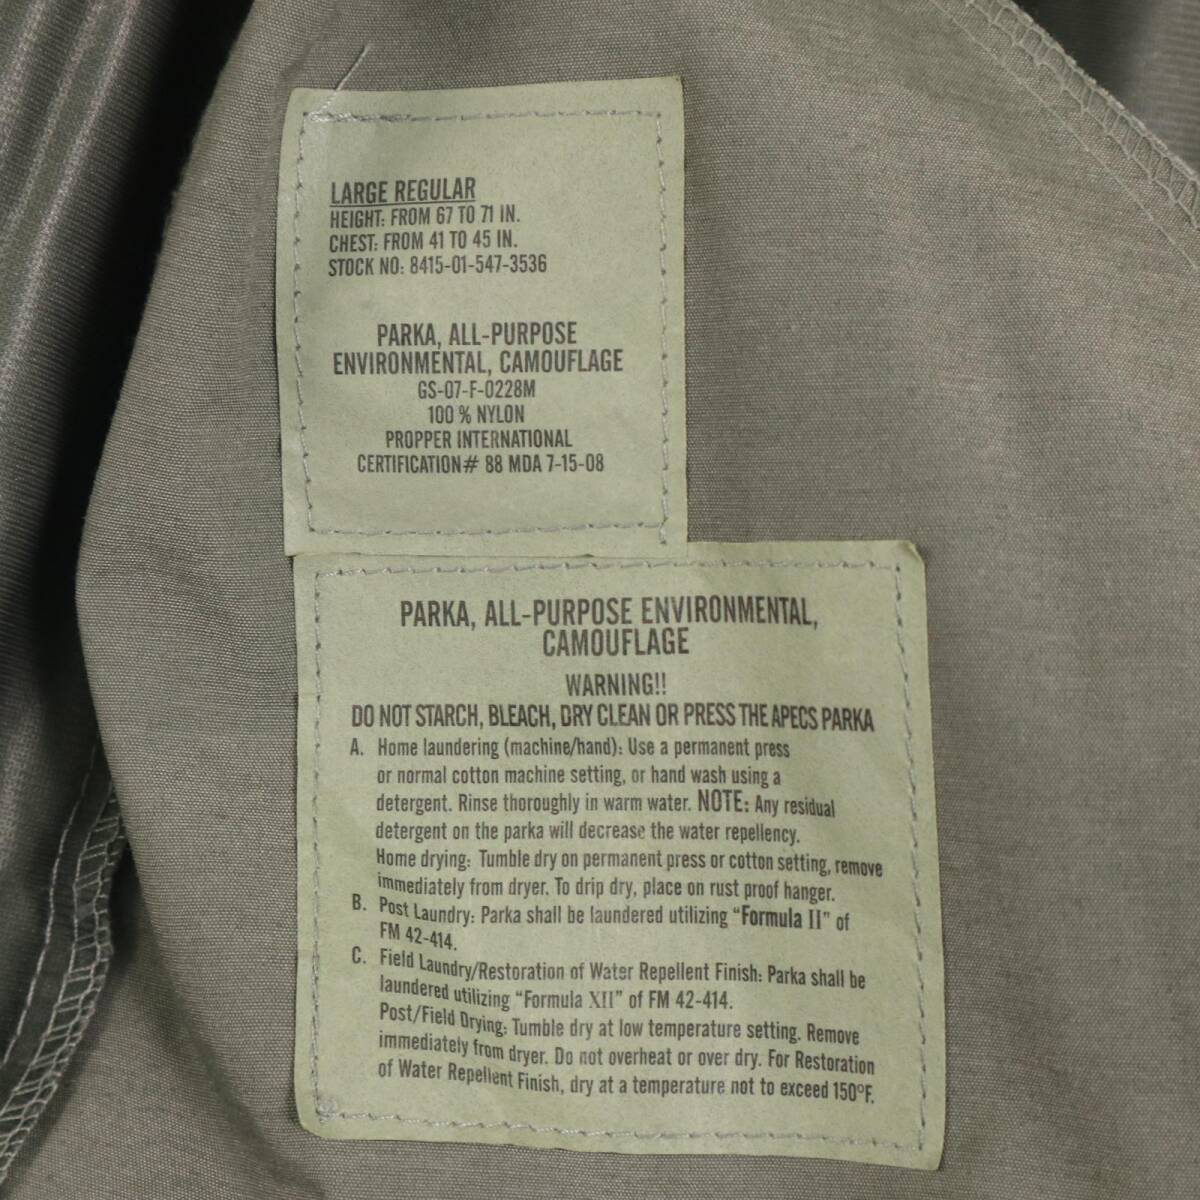 LARGE REGULAR
HEIGHT: FROM 67 TO 71 IN.
CHEST: FROM 41 TO 45 IN.
STOCK NO: 8415-01-547-3536
PARKA, ALL-PURPOSE
ENVIRONMENTAL, CAMOUFLAGE
GS-07-F-0228M
100 % NYLON
PROPPER INTERNATIONAL
CERTIFICATION# 88 MDA 7-15-08
PARKA, ALL-PURPOSE ENVIRONMENTAL,
CAMOUFLAGE
WARNING!!
DO NOT STARCH, BLEACH, DRY CLEAN OR PRESS THE APECS PARKA
A. Home laundering (machine/hand): Use a permanent press
or normal cotton machine setting, or hand wash using a
detergent. Rinse thoroughly in warm water. NOTE: Any residual
detergent on the parka will decrease the water repellency.
Home drying: Tumble dry on permanent press or cotton setting, remove
immediately from dryer. To drip dry, place on rust proof hanger.
B. Post Laundry: Parka shall be laundered utilizing "Formula II" of
FM 42-414.
C. Field Laundry/Restoration of Water Repellent Finish: Parka shall be
laundered utilizing "Formula XII" of FM 42-414.
Post/Field Drying: Tumble dry at low temperature setting. Remove
immediately from dryer. Do not overheat or over dry. For Restoration
of Water Repellent Finish, dry at a temperature not to exceed 150°F.